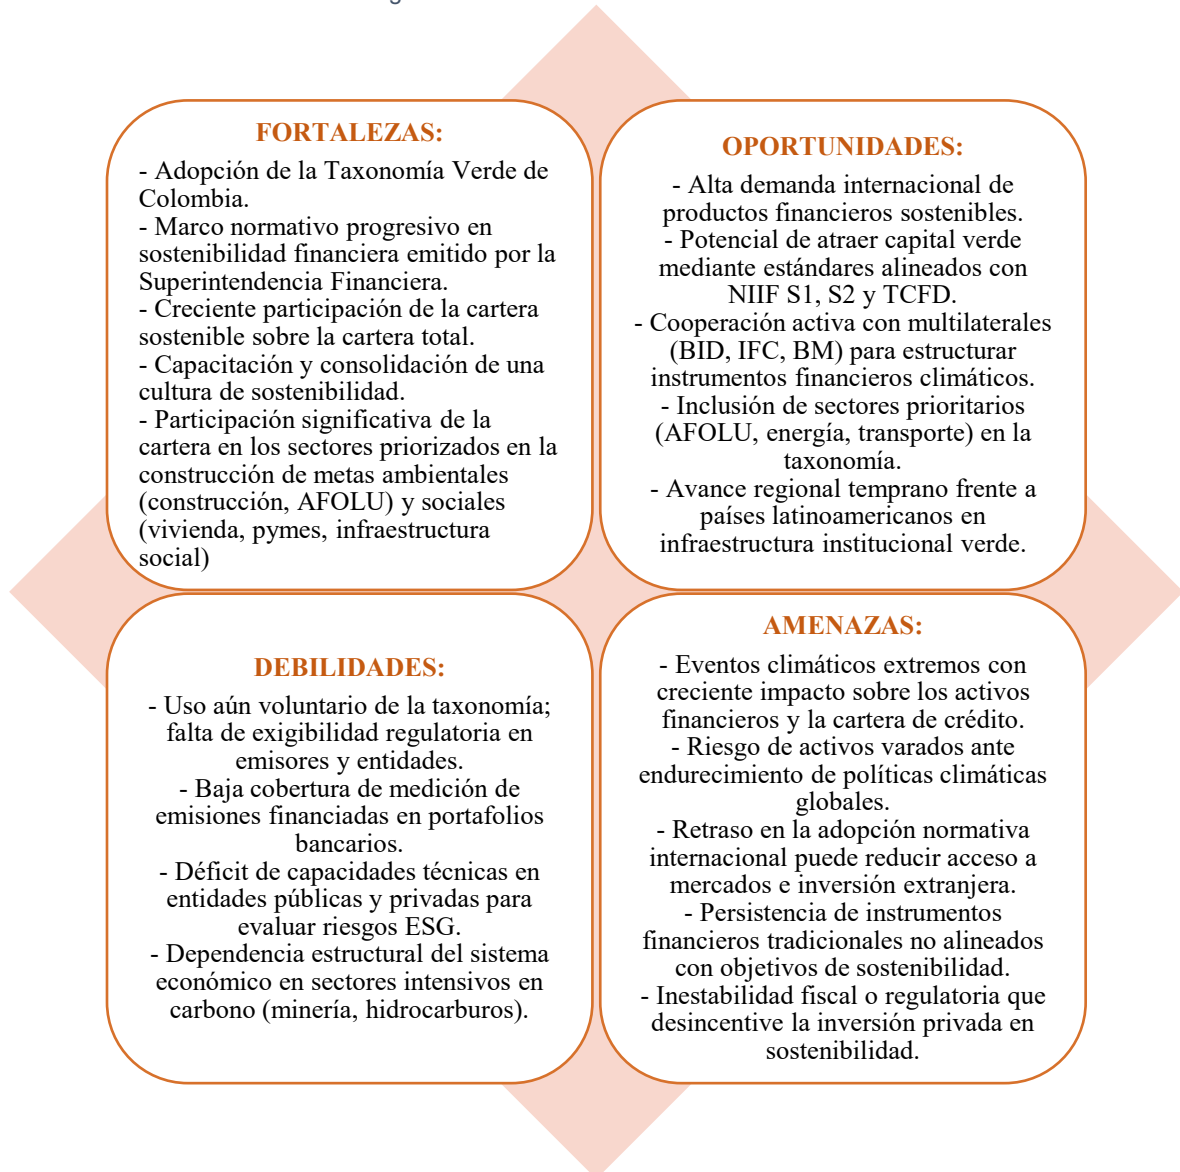 FORTALEZAS:
- Adopción de la Taxonomía Verde de
Colombia.
- Marco normativo progresivo en
sostenibilidad financiera emitido por la
Superintendencia Financiera.
- Creciente participación de la cartera
sostenible sobre la cartera total.
- Capacitación y consolidación de una
cultura de sostenibilidad.
- Participación significativa de la
cartera en los sectores priorizados en la
construcción de metas ambientales
(construcción, AFOLU) y sociales
(vivienda, pymes, infraestructura
social)
OPORTUNIDADES:
- Alta demanda internacional de
productos financieros sostenibles.
- Potencial de atraer capital verde
mediante estándares alineados con
NIIF S1, S2 y TCFD.
- Cooperación activa con multilaterales
(BID, IFC, BM) para estructurar
instrumentos financieros climáticos.
- Inclusión de sectores prioritarios
(AFOLU, energía, transporte) en la
taxonomía.
- Avance regional temprano frente a
países latinoamericanos en
infraestructura institucional verde.
DEBILIDADES:
- Uso aún voluntario de la taxonomía;
falta de exigibilidad regulatoria en
emisores y entidades.
- Baja cobertura de medición de
emisiones financiadas en portafolios
bancarios.
- Déficit de capacidades técnicas en
entidades públicas y privadas para
evaluar riesgos ESG.
- Dependencia estructural del sistema
económico en sectores intensivos en
carbono (minería, hidrocarburos).
AMENAZAS:
- Eventos climáticos extremos con
creciente impacto sobre los activos
financieros y la cartera de crédito.
- Riesgo de activos varados ante
endurecimiento de políticas climáticas
globales.
- Retraso en la adopción normativa
internacional puede reducir acceso a
mercados e inversión extranjera.
- Persistencia de instrumentos
financieros tradicionales no alineados
con objetivos de sostenibilidad.
- Inestabilidad fiscal o regulatoria que
desincentive la inversión privada en
sostenibilidad.